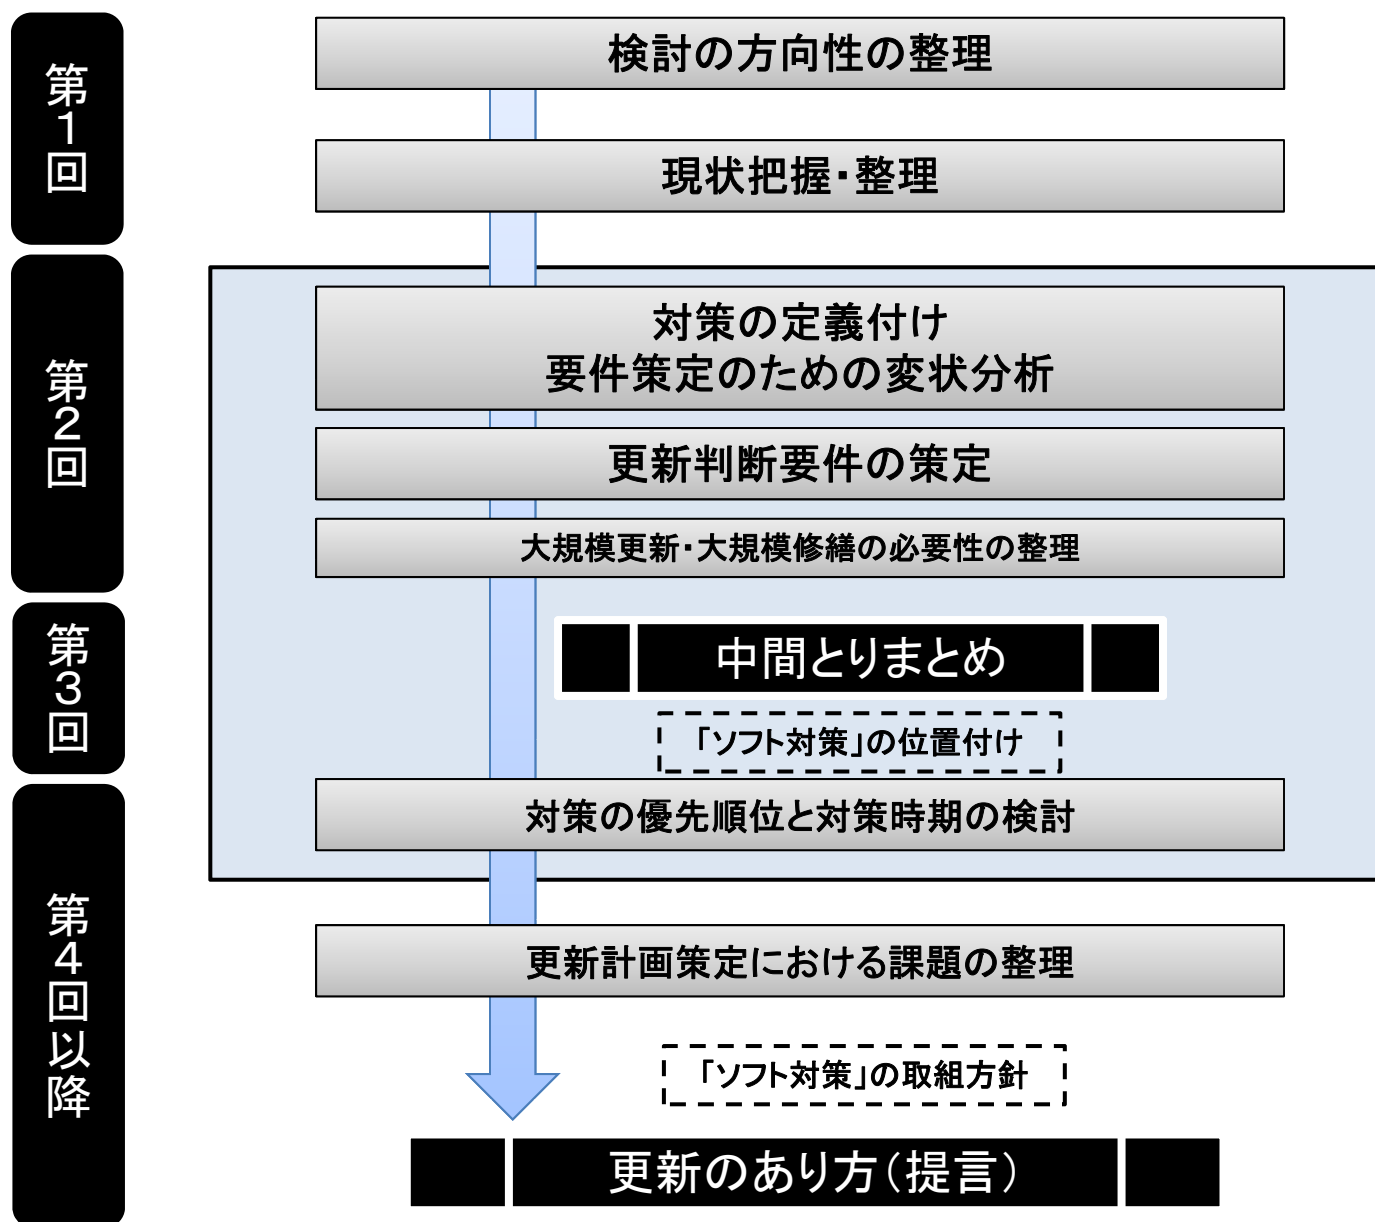 第1回
検討の方向性の整理
現状把握・整理
第2回
対策の定義付け
要件策定のための変状分析
更新判断要件の策定
大規模更新・大規模修繕の必要性の整理
第3回
中間とりまとめ
「ソフト対策」の位置付け
第4回以降
対策の優先順位と対策時期の検討
更新計画策定における課題の整理
「ソフト対策」の取組方針
更新のあり方（提言）